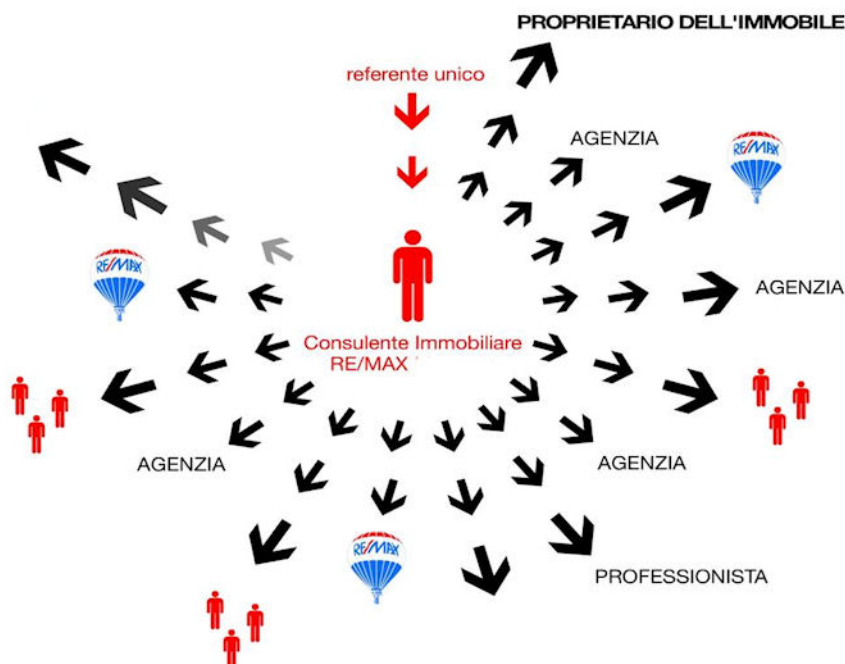 PROPRIETARIO DELL'IMMOBILE
referente unico
AGENZIA
RE/MAX
RE/MAX
AGENZIA
Consulente Immobiliare
RE/MAX
AGENZIA
AGENZIA
RE/MAX
PROFESSIONISTA